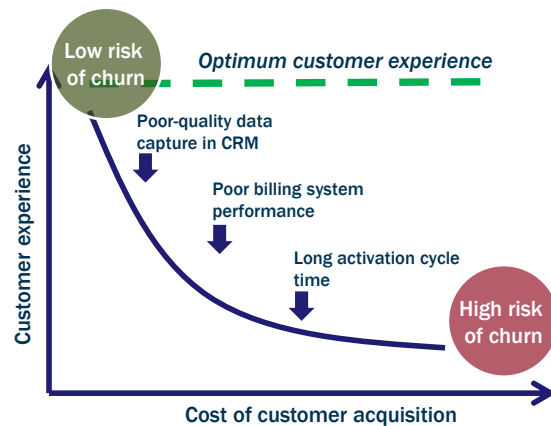 Low risk
of churn
Optimum customer experience
Poor-quality data
capture in CRM
Poor billing system
performance
Long activation cycle
time
High risk
of churn
Customer experience
Cost of customer acquisition